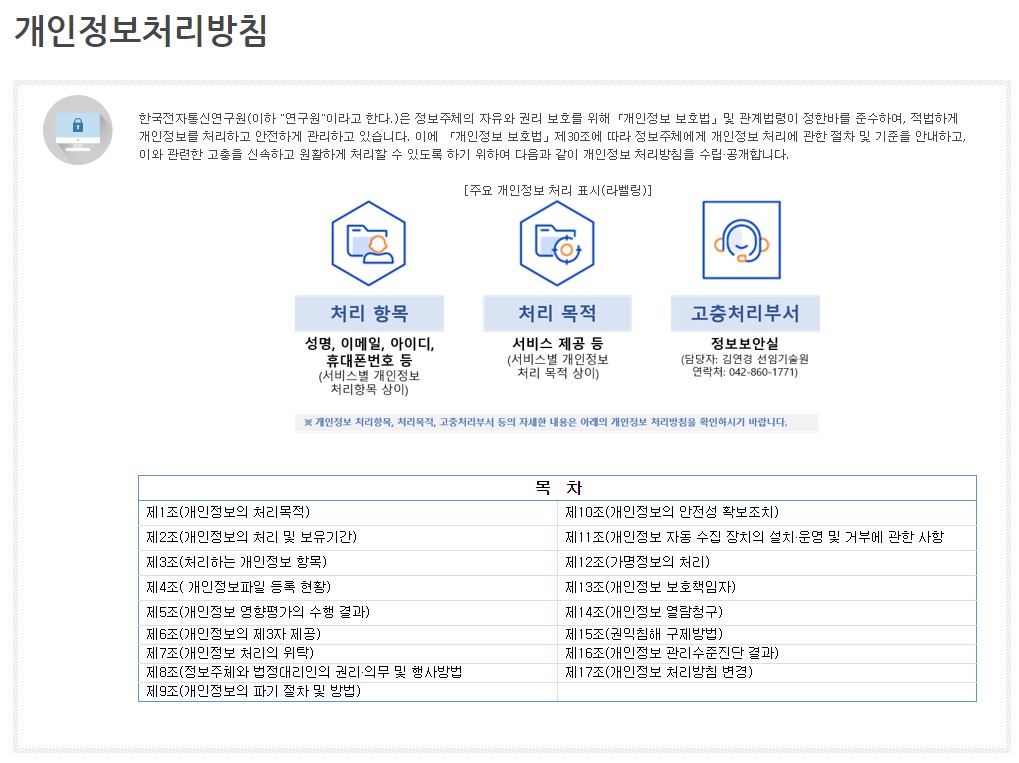 개인정보처리방침
한국전자통신연구원(이하 "연구원"이라고 한다.)은 정보주체의 자유와 권리 보호를 위해 「개인정보 보호법」 및 관계법령이 정한바를 준수하여, 적법하게
개인정보를 처리하고 안전하게 관리하고 있습니다. 이에 「개인정보 보호법」 제30조에 따라 정보주체에게 개인정보 처리에 관한 절차 및 기준을 안내하고,
이와 관련한 고충을 신속하고 원활하게 처리할 수 있도록 하기 위하여 다음과 같이 개인정보 처리방침을 수립·공개합니다.
[주요 개인정보 처리 표시(라벨링)]
처리 항목
성명, 이메일, 아이디,
휴대폰번호 등
(서비스별 개인정보
처리항목 상이)
처리 목적
서비스 제공 등
(서비스별 개인정보
처리 목적 상이)
고충처리부서
정보보안실
(담당자: 김연경 선임기술원
연락처: 042-860-1771)
※ 개인정보 처리항목, 처리목적, 고충처리부서 등의 자세한 내용은 아래의 개인정보 처리방침을 확인하시기 바랍니다.
목 차
제1조(개인정보의 처리목적)
제10조(개인정보의 안전성 확보조치)
제2조(개인정보의 처리 및 보유기간)
제11조(개인정보 자동 수집 장치의 설치·운영 및 거부에 관한 사항
제3조(처리하는 개인정보 항목)
제12조(가명정보의 처리)
제4조( 개인정보파일 등록 현황)
제13조(개인정보 보호책임자)
제5조(개인정보 영향평가의 수행 결과)
제14조(개인정보 열람청구)
제6조(개인정보의 제3자 제공)
제15조(권익침해 구제방법)
제7조(개인정보 처리의 위탁)
제16조(개인정보 관리수준진단 결과)
제8조(정보주체와 법정대리인의 권리·의무 및 행사방법
제17조(개인정보 처리방침 변경)
제9조(개인정보의 파기 절차 및 방법)